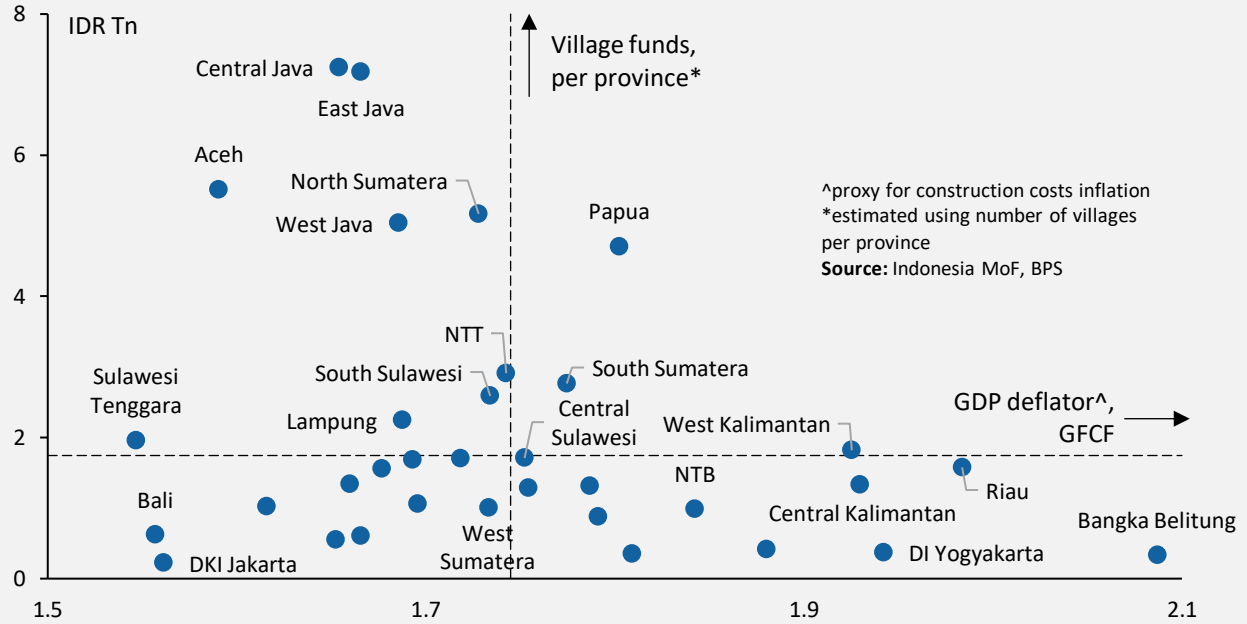 8
IDR Tn
Village funds,
per province*
Central Java
East Java
6
Aceh
North Sumatera
West Java
Papua
^proxy for construction costs inflation
*estimated using number of villages
per province
Source: Indonesia MoF, BPS
4
NTT
South Sulawesi
South Sumatera
Sulawesi
Tenggara
Lampung
Central
Sulawesi
West Kalimantan
GDP deflator^,
GFCF
2
NTB
Riau
Bali
West
Sumatera
Central Kalimantan
Bangka Belitung
DKI Jakarta
DI Yogyakarta
0
1.5
1.7
1.9
2.1